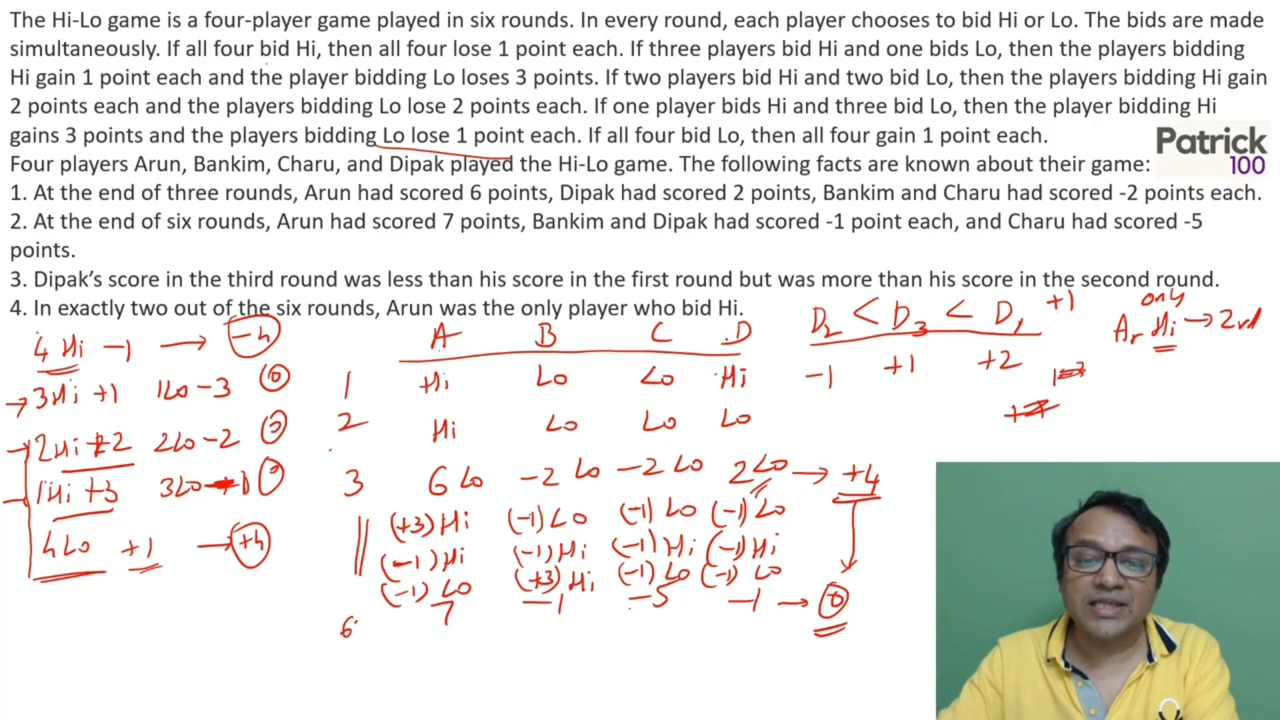 The Hi-Lo game is a four-player game played in six rounds. In every round, each player chooses to bid Hi or Lo. The bids are made
simultaneously. If all four bid Hi, then all four lose 1 point each. If three players bid Hi and one bids Lo, then the players bidding
Hi gain 1 point each and the player bidding Lo loses 3 points. If two players bid Hi and two bid Lo, then the players bidding Hi gain
2 points each and the players bidding Lo lose 2 points each. If one player bids Hi and three bid Lo, then the player bidding Hi
gains 3 points and the players bidding Lo lose 1 point each. If all four bid Lo, then all four gain 1 point each.
Patrick
100
Four players Arun, Bankim, Charu, and Dipak played the Hi-Lo game. The following facts are known about their game:
1. At the end of three rounds, Arun had scored 6 points, Dipak had scored 2 points, Bankim and Charu had scored -2 points each.
2. At the end of six rounds, Arun had scored 7 points, Bankim and Dipak had scored -1 point each, and Charu had scored -5
points.
3. Dipak's score in the third round was less than his score in the first round but was more than his score in the second round.
4. In exactly two out of the six rounds, Arun was the only player who bid Hi.
4 Hi -1 → -4
3Hi +1 1Lo -3 0
2Hi +2 2Lo -2 0
1Hi +3 3Lo 0
4Lo +1 → +4
A B C D
1 Hi Lo Lo Hi
2 Hi Lo Lo Lo
3 6 Lo -2 Lo -2 Lo 2 Lo → +4
(+3) Hi (-1) Lo (-1) Lo (-1) Lo
(-1) Hi (-1) Hi (-1) Hi (-1) Hi
(-1) Lo (+3) Hi (-1) Lo (-1) Lo
6 7 -1 -5 -1 → 0
D2 < D3 < D1 +1
-1 +1 +2
only
Ar Hi → 2rd